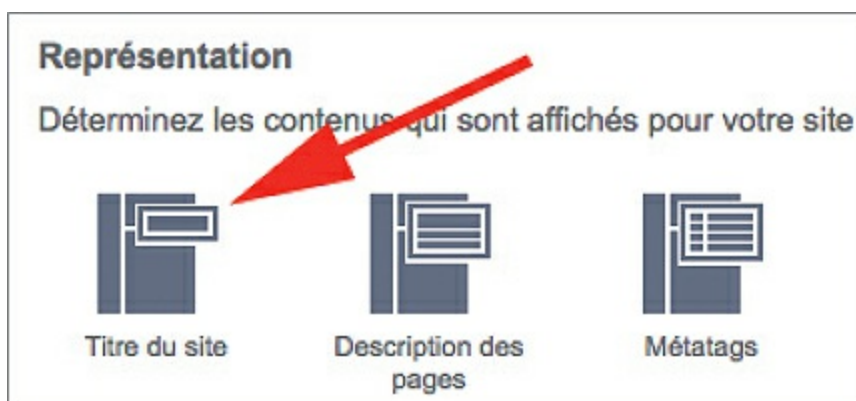 Représentation
Déterminez les contenus qui sont affichés pour votre site
Titre du site
Description des
pages
Métatags